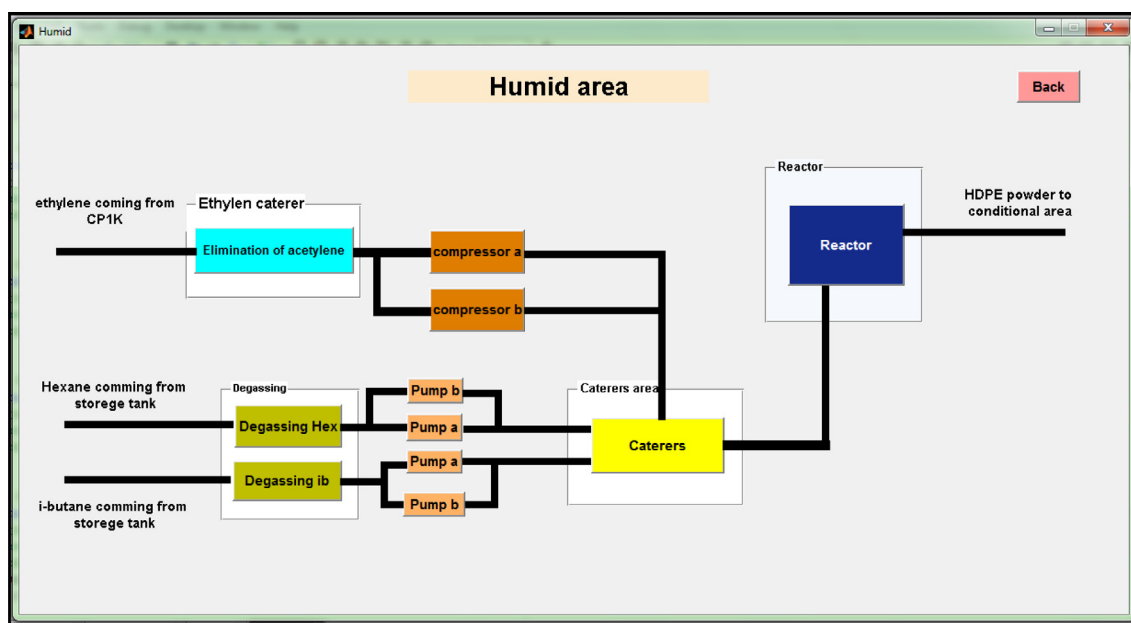 Humid
Humid area
Back
Reactor
ethylene coming from
CP1K
Ethylen caterer
HDPE powder to
conditional area
Elimination of acetylene
compressor a
Reactor
compressor b
Hexane comming from
storege tank
Degassing
Pump b
Caterers area
Degassing Hex
Pump a
Caterers
Pump a
Degassing ib
Pump b
i-butane comming from
storege tank